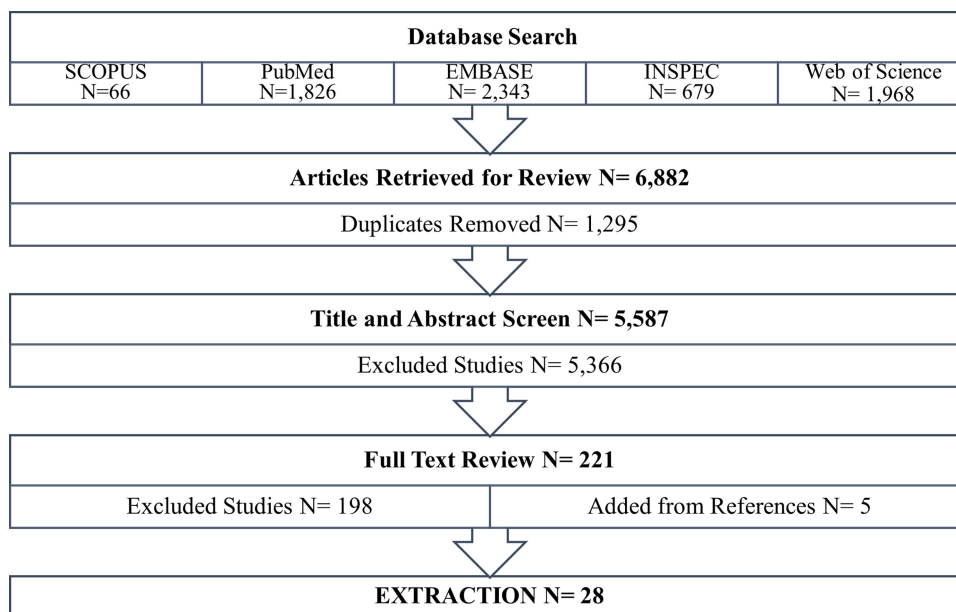 Database Search
SCOPUS
N=66
PubMed
N=1,826
EMBASE
N= 2,343
INSPEC
N= 679
Web of Science
N= 1,968
Articles Retrieved for Review N= 6,882
Duplicates Removed N= 1,295
Title and Abstract Screen N= 5,587
Excluded Studies N= 5,366
Full Text Review N= 221
Excluded Studies N= 198
Added from References N= 5
EXTRACTION N= 28